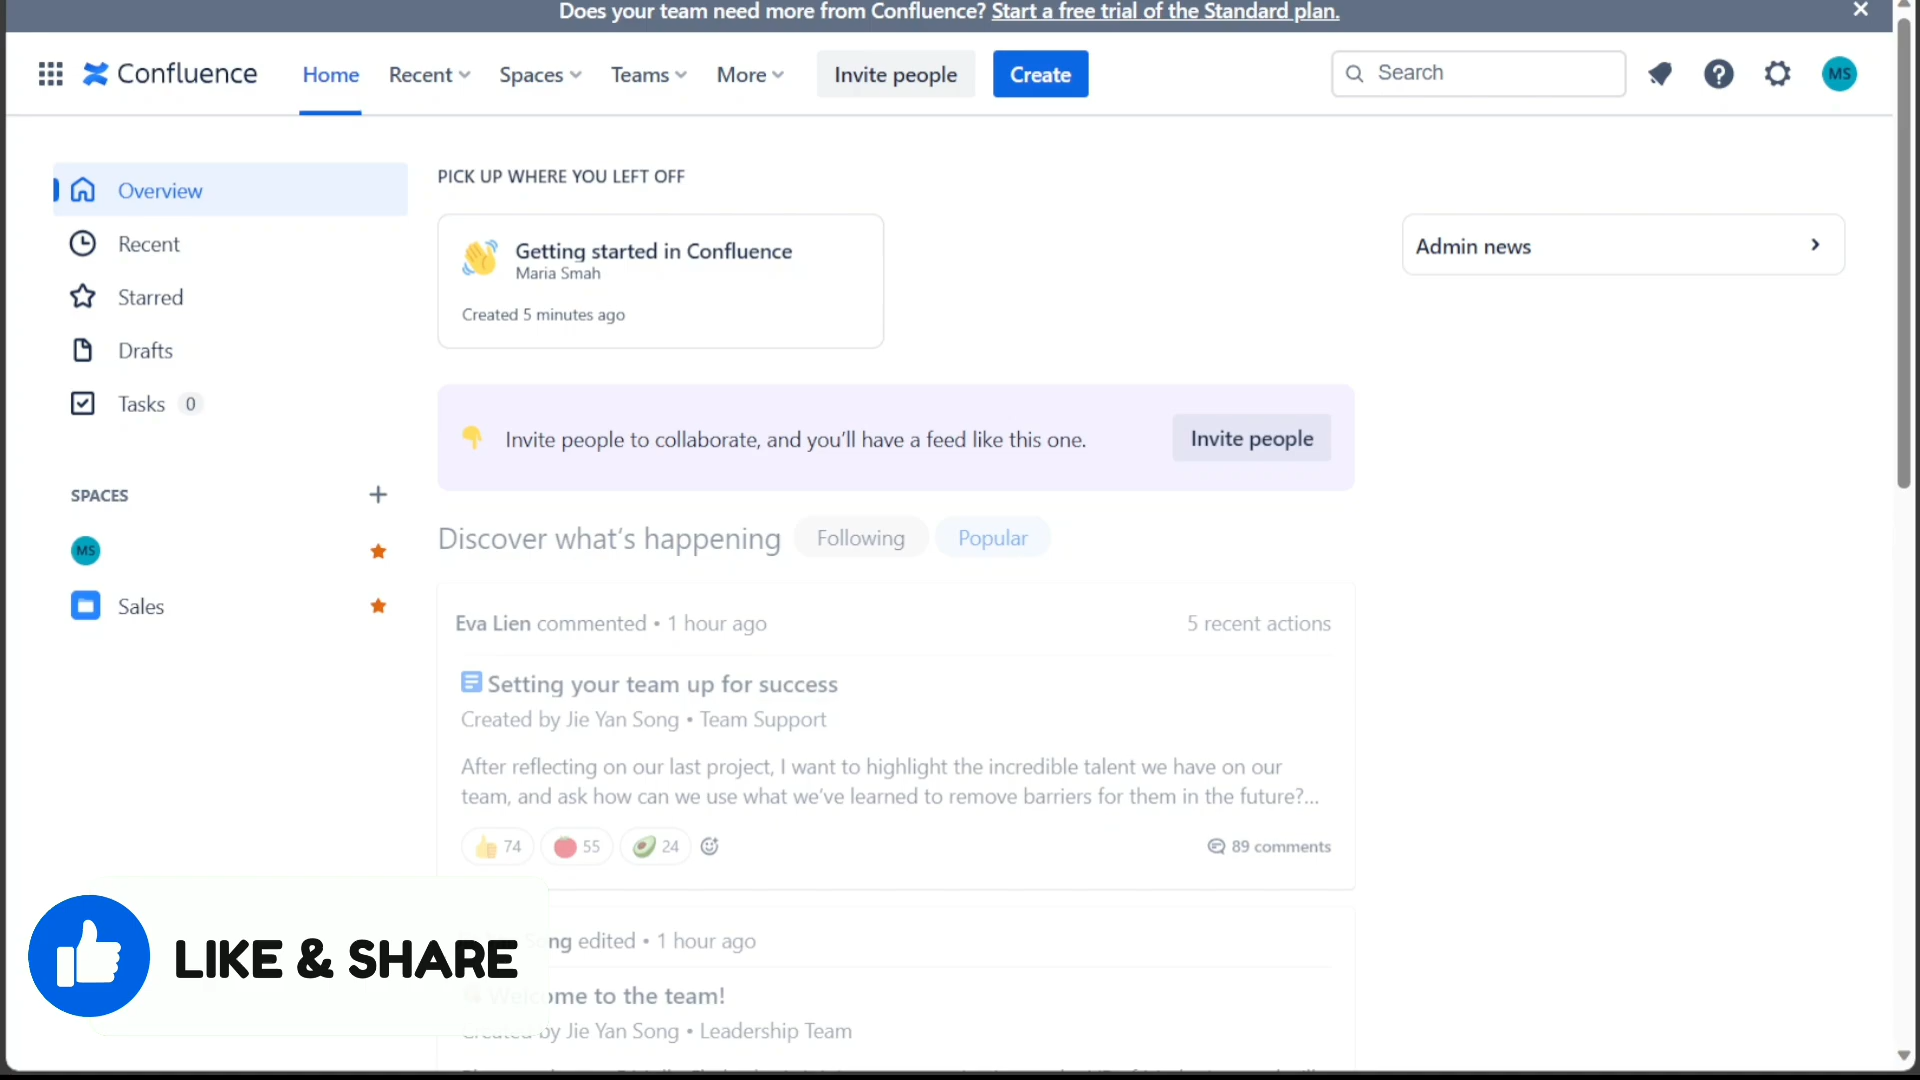 Does your team need more from Confluence? Start a free trial of the Standard plan.
Confluence Home Recent Spaces Teams More Invite people Create Search MS
Overview
Recent
Starred
Drafts
Tasks 0
SPACES
MS
Sales
PICK UP WHERE YOU LEFT OFF
Getting started in Confluence
Maria Smah
Created 5 minutes ago
Admin news
Invite people to collaborate, and you’ll have a feed like this one. Invite people
Discover what’s happening Following Popular
Eva Lien commented • 1 hour ago 5 recent actions
Setting your team up for success
Created by Jie Yan Song • Team Support
After reflecting on our last project, I want to highlight the incredible talent we have on our
team, and ask how can we use what we’ve learned to remove barriers for them in the future?...
74 55 24 89 comments
edited • 1 hour ago
Welcome to the team!
Created by Jie Yan Song • Leadership Team
LIKE & SHARE